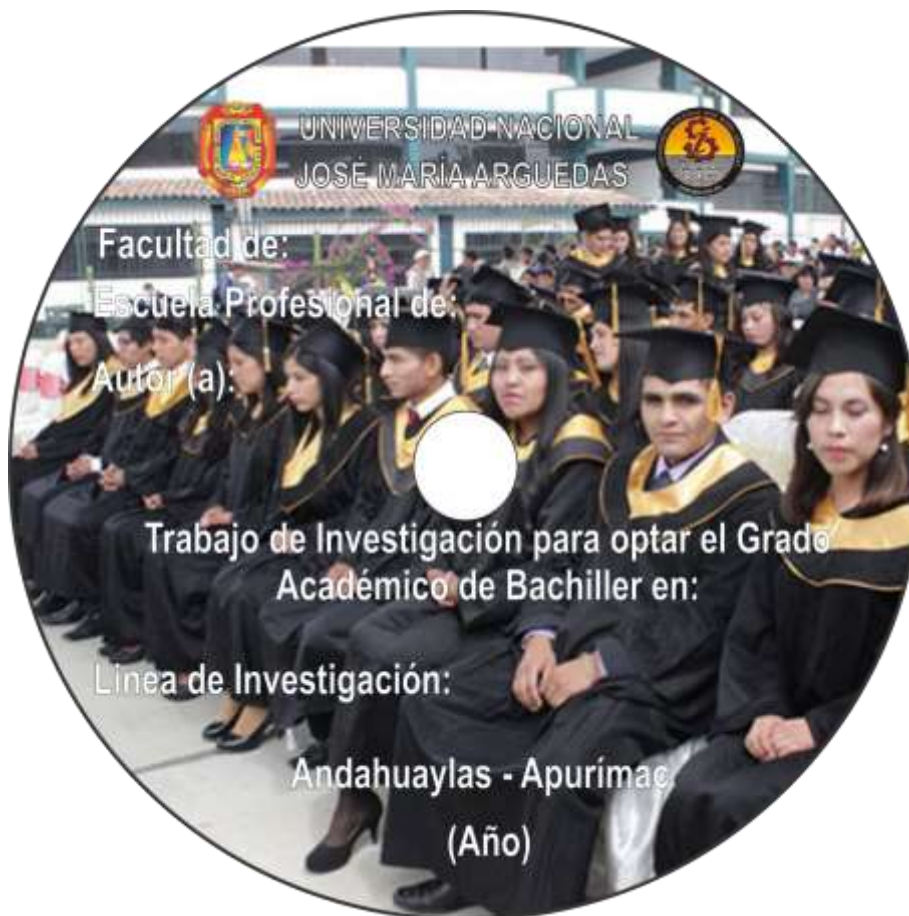 UNIVERSIDAD NACIONAL
JOSÉ MARÍA ARGUEDAS
Facultad de:
Escuela Profesional de:
Autor (a):
Trabajo de Investigación para optar el Grado
Académico de Bachiller en:
Línea de Investigación:
Andahuaylas - Apurímac
(Año)